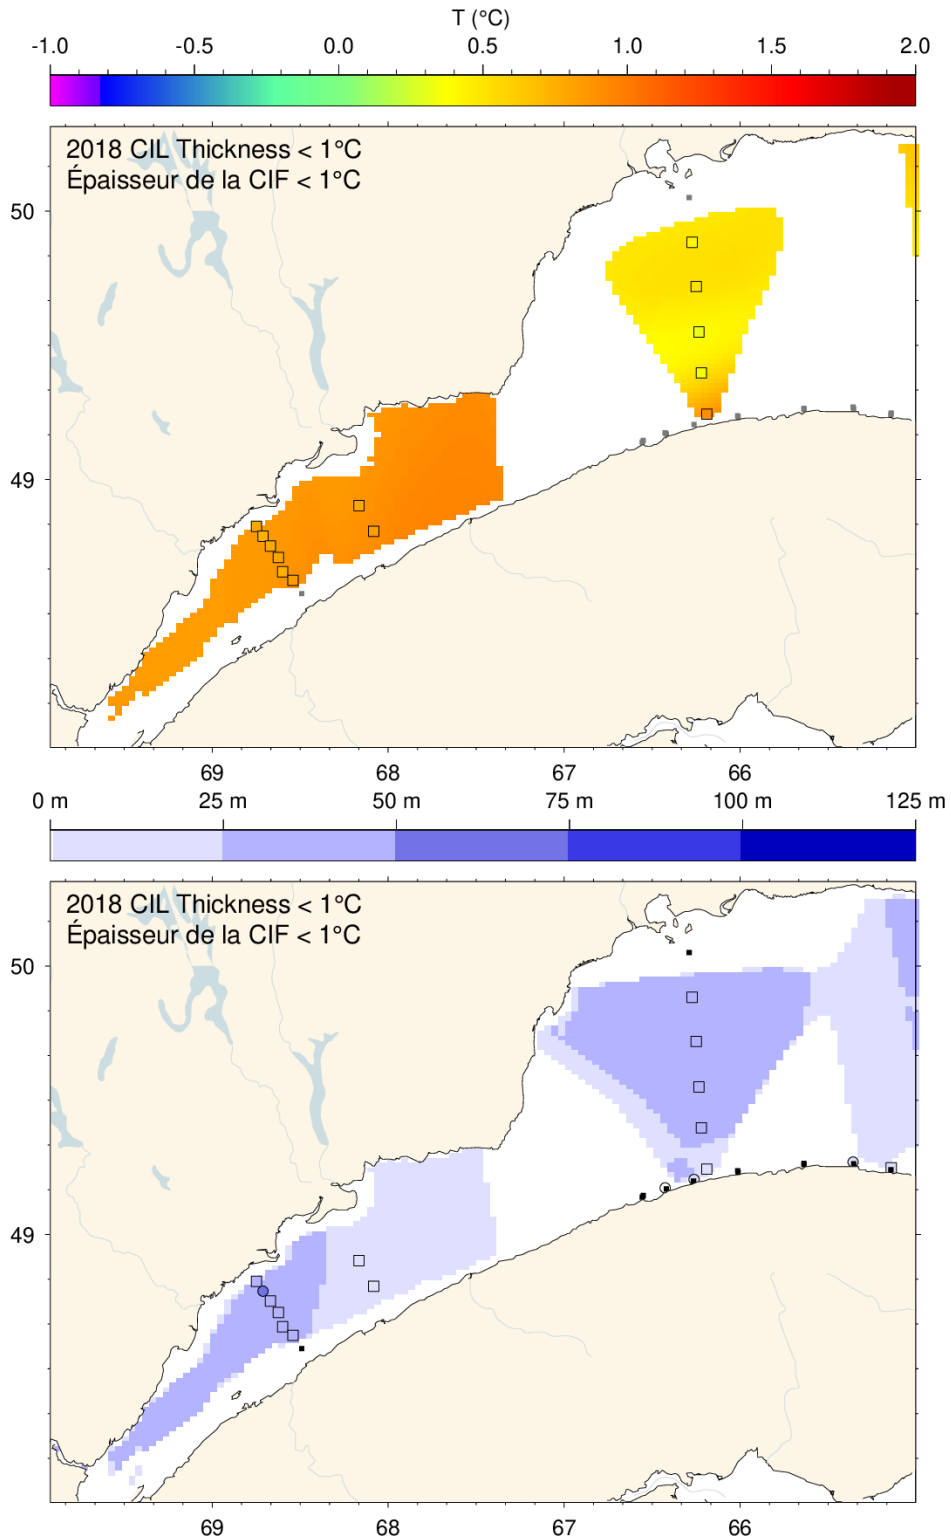 T (°C)
-1.0 -0.5 0.0 0.5 1.0 1.5 2.0
2018 CIL Thickness < 1°C
Épaisseur de la CIF < 1°C
50
49
69 68 67 66
0 m 25 m 50 m 75 m 100 m 125 m
2018 CIL Thickness < 1°C
Épaisseur de la CIF < 1°C
50
49
69 68 67 66